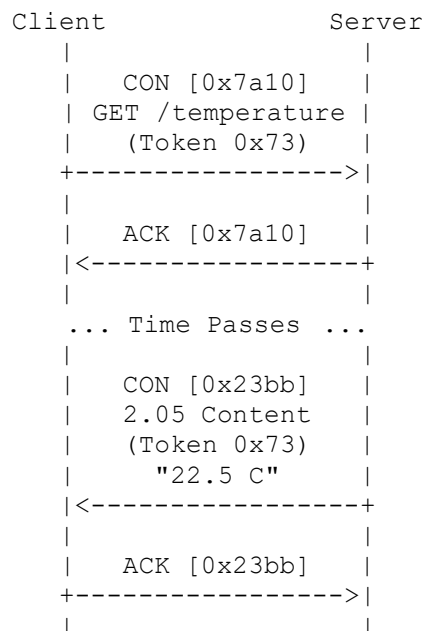 Client Server
CON [0x7a10]
GET /temperature
(Token 0x73)
ACK [0x7a10]
... Time Passes ...
CON [0x23bb]
2.05 Content
(Token 0x73)
"22.5 C"
ACK [0x23bb]